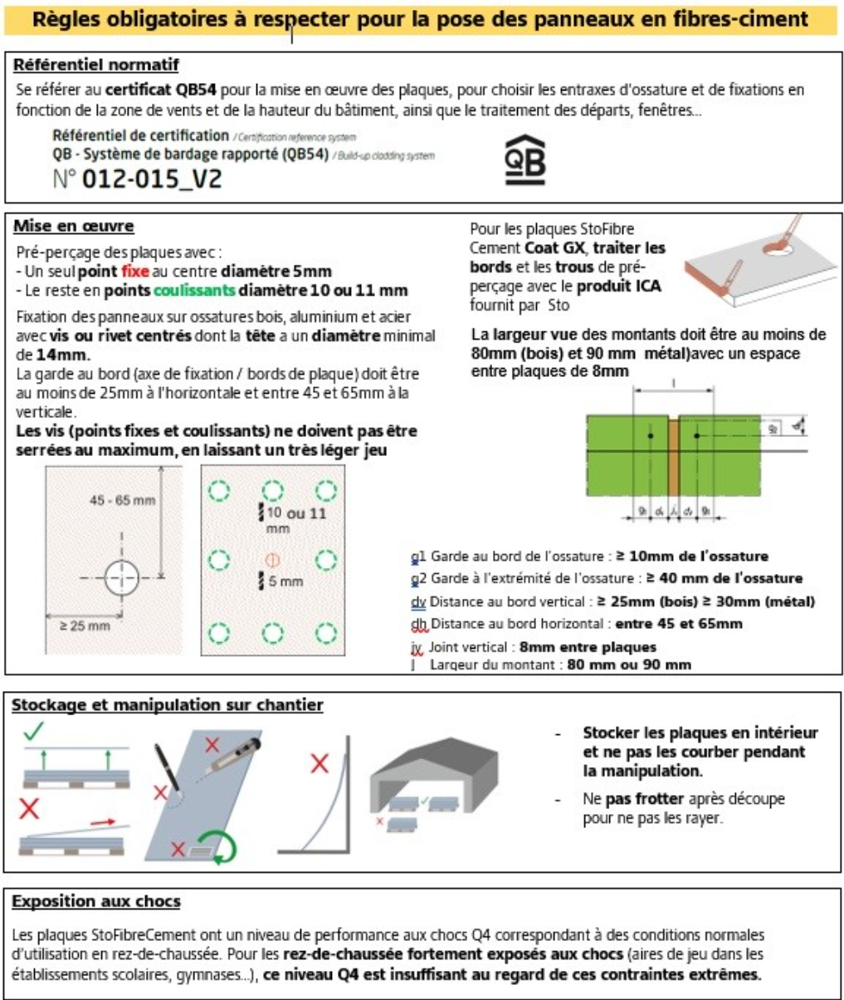 Règles obligatoires à respecter pour la pose des panneaux en fibres-ciment
Référentiel normatif
Se référer au certificat QB54 pour la mise en œuvre des plaques, pour choisir les entraxes d'ossature et de fixations en
fonction de la zone de vents et de la hauteur du bâtiment, ainsi que le traitement des départs, fenêtres...
Référentiel de certification / Certification reference system
QB - Système de bardage rapporté (QB54) / Build-up cladding system
N° 012-015_V2
QB
Mise en œuvre
Pré-perçage des plaques avec :
- Un seul point fixe au centre diamètre 5mm
- Le reste en points coulissants diamètre 10 ou 11 mm
Fixation des panneaux sur ossatures bois, aluminium et acier
avec vis ou rivet centrés dont la tête a un diamètre minimal
de 14mm.
La garde au bord (axe de fixation / bords de plaque) doit être
au moins de 25mm à l'horizontale et entre 45 et 65mm à la
verticale.
Les vis (points fixes et coulissants) ne doivent pas être
serrées au maximum, en laissant un très léger jeu
45 - 65 mm
≥ 25 mm
10 ou 11
mm
5 mm
Pour les plaques StoFibre
Cement Coat GX, traiter les
bords et les trous de pré-
perçage avec le produit ICA
fournit par Sto
La largeur vue des montants doit être au moins de
80mm (bois) et 90 mm métal)avec un espace
entre plaques de 8mm
l
g2
dh
g1 dv jv dv g1
g1 Garde au bord de l'ossature : ≥ 10mm de l'ossature
g2 Garde à l'extrémité de l'ossature : ≥ 40 mm de l'ossature
dv Distance au bord vertical : ≥ 25mm (bois) ≥ 30mm (métal)
dh Distance au bord horizontal : entre 45 et 65mm
jv Joint vertical : 8mm entre plaques
l Largeur du montant : 80 mm ou 90 mm
Stockage et manipulation sur chantier
- Stocker les plaques en intérieur
et ne pas les courber pendant
la manipulation.
- Ne pas frotter après découpe
pour ne pas les rayer.
Exposition aux chocs
Les plaques StoFibreCement ont un niveau de performance aux chocs Q4 correspondant à des conditions normales
d'utilisation en rez-de-chaussée. Pour les rez-de-chaussée fortement exposés aux chocs (aires de jeu dans les
établissements scolaires, gymnases...), ce niveau Q4 est insuffisant au regard de ces contraintes extrêmes.